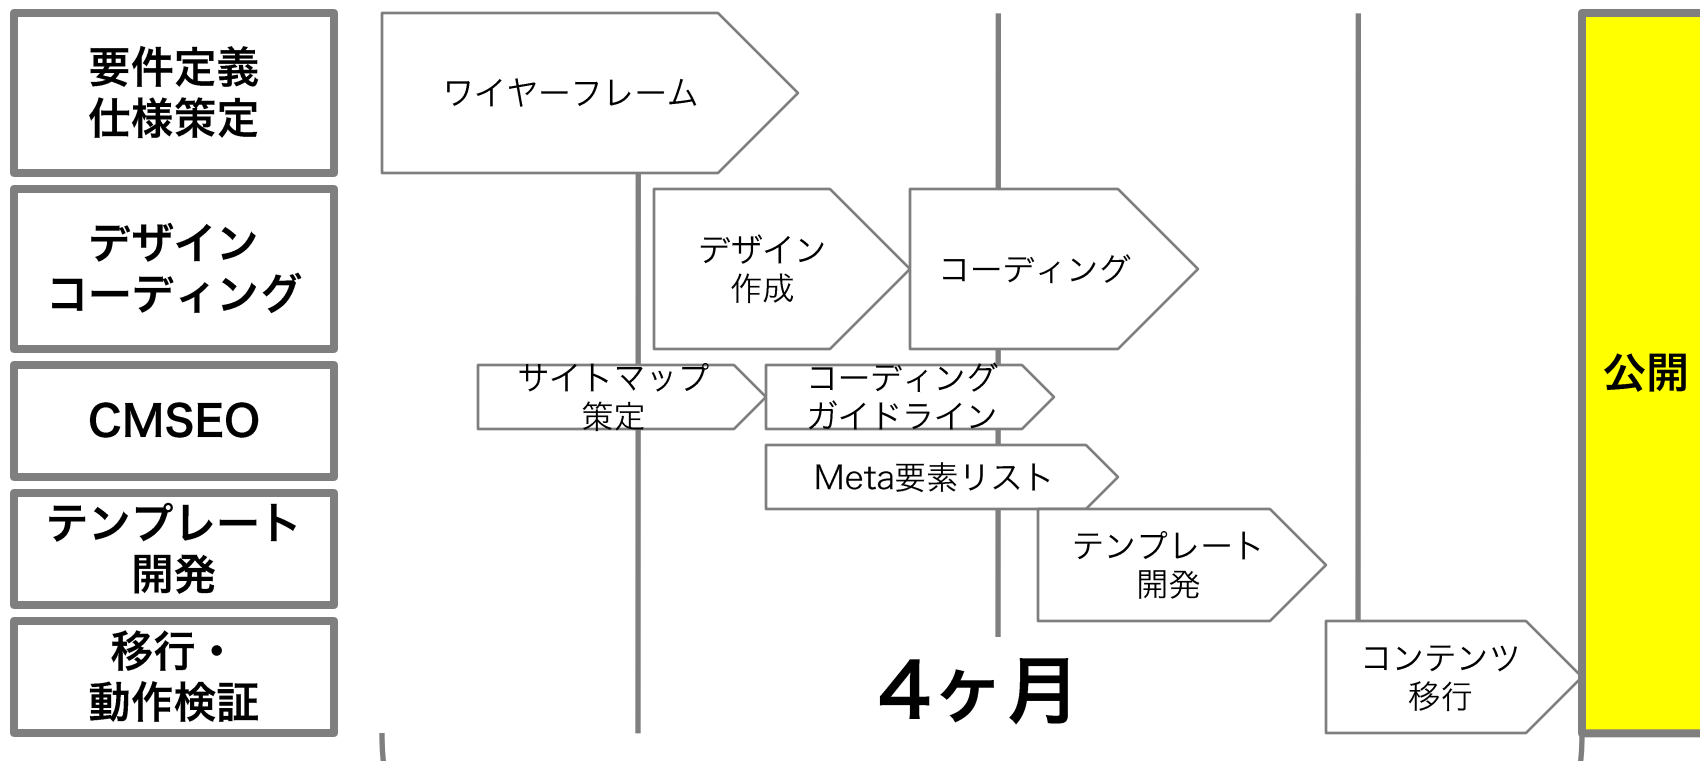 要件定義
仕様策定
ワイヤーフレーム
デザイン
コーディング
デザイン
作成
コーディング
CMSEO
サイトマップ
策定
コーディング
ガイドライン
Meta要素リスト
テンプレート
開発
テンプレート
開発
移行・
動作検証
コンテンツ
移行
4ヶ月
公開